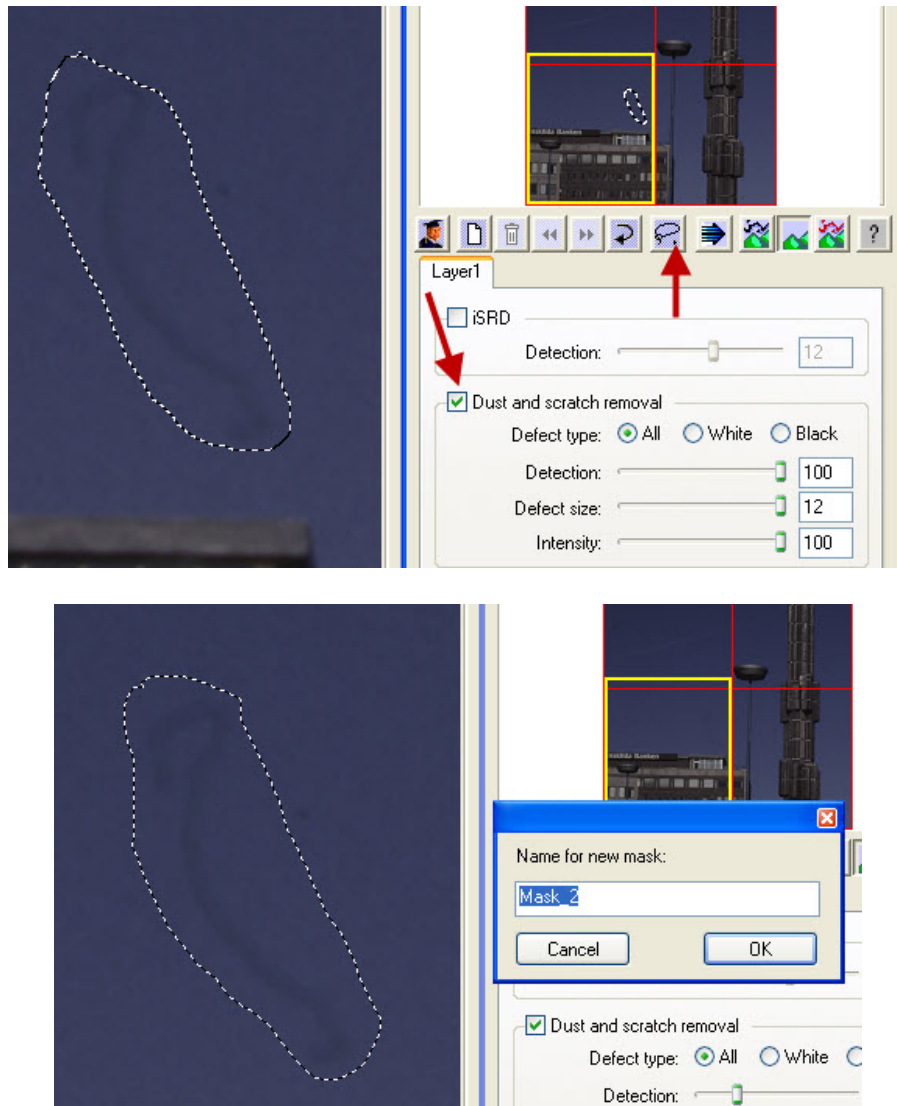 Layer1
iSRD
Detection: 12
Dust and scratch removal
Defect type: All White Black
Detection: 100
Defect size: 12
Intensity: 100
?
Name for new mask:
Mask_2
Cancel OK
Dust and scratch removal
Defect type: All White
Detection: